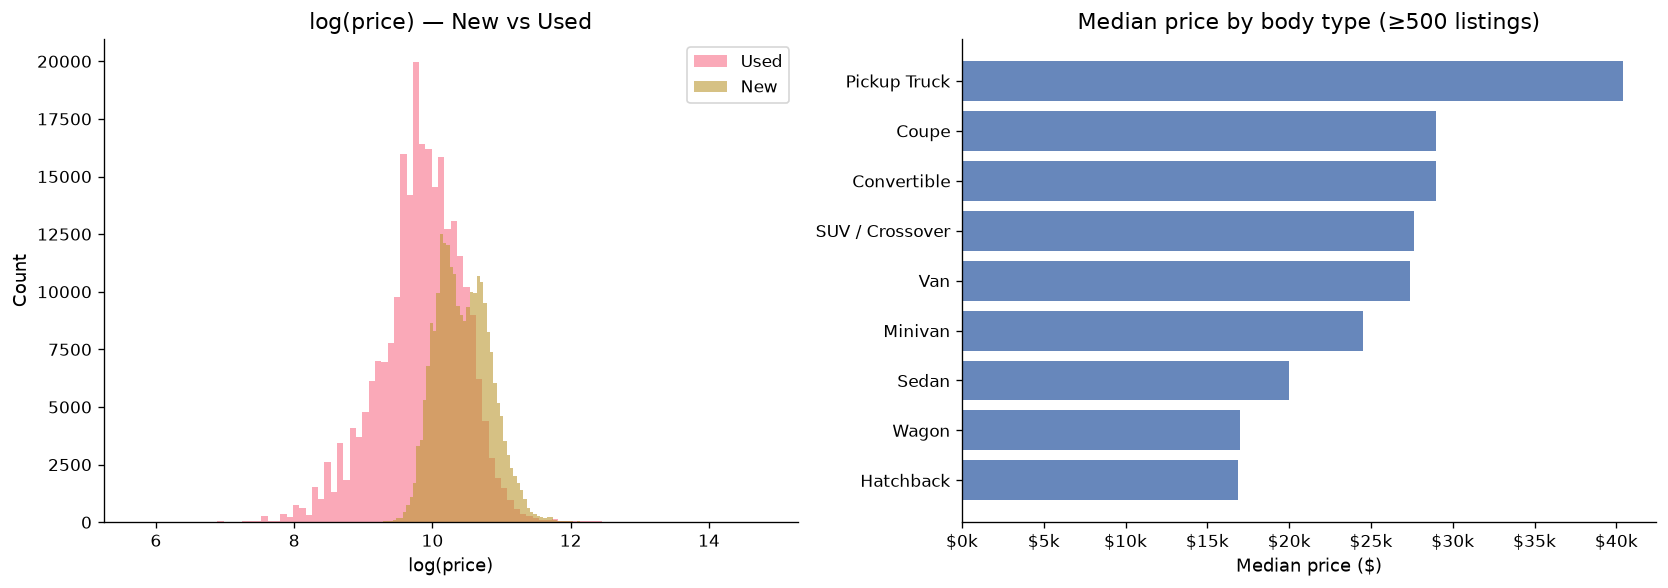 log(price) — New vs Used
Used
New
20000
17500
15000
12500
10000
7500
5000
2500
0
Count
6 8 10 12 14
log(price)
Median price by body type (≥500 listings)
Pickup Truck
Coupe
Convertible
SUV / Crossover
Van
Minivan
Sedan
Wagon
Hatchback
$0k $5k $10k $15k $20k $25k $30k $35k $40k
Median price ($)